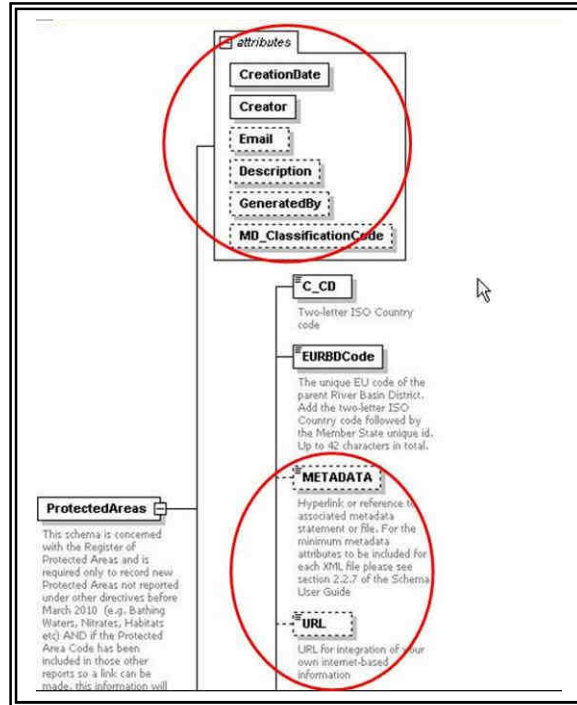 attributes
CreationDate
Creator
Email
Description
GeneratedBy
MD_ClassificationCode
C_CD
Two-letter ISO Country
code
EURBDCode
The unique EU code of the
parent River Basin District.
Add the two-letter ISO
Country code followed by
the Member State unique id.
Up to 42 characters in total.
METADATA
Hyperlink or reference to
associated metadata
statement or file. For the
minimum metadata
attributes to be included for
each XML file please see
section 2.2.7 of the Schema
User Guide
URL
URL for integration of your
own internet-based
information
ProtectedAreas
This schema is concerned
with the Register of
Protected Areas and is
required only to record new
Protected Areas not reported
under other directives before
March 2010 (e.g. Bathing
Waters, Nitrates, Habitats
etc) AND if the Protected
Area Code has been
included in those other
reports so a link can be
made, this information will